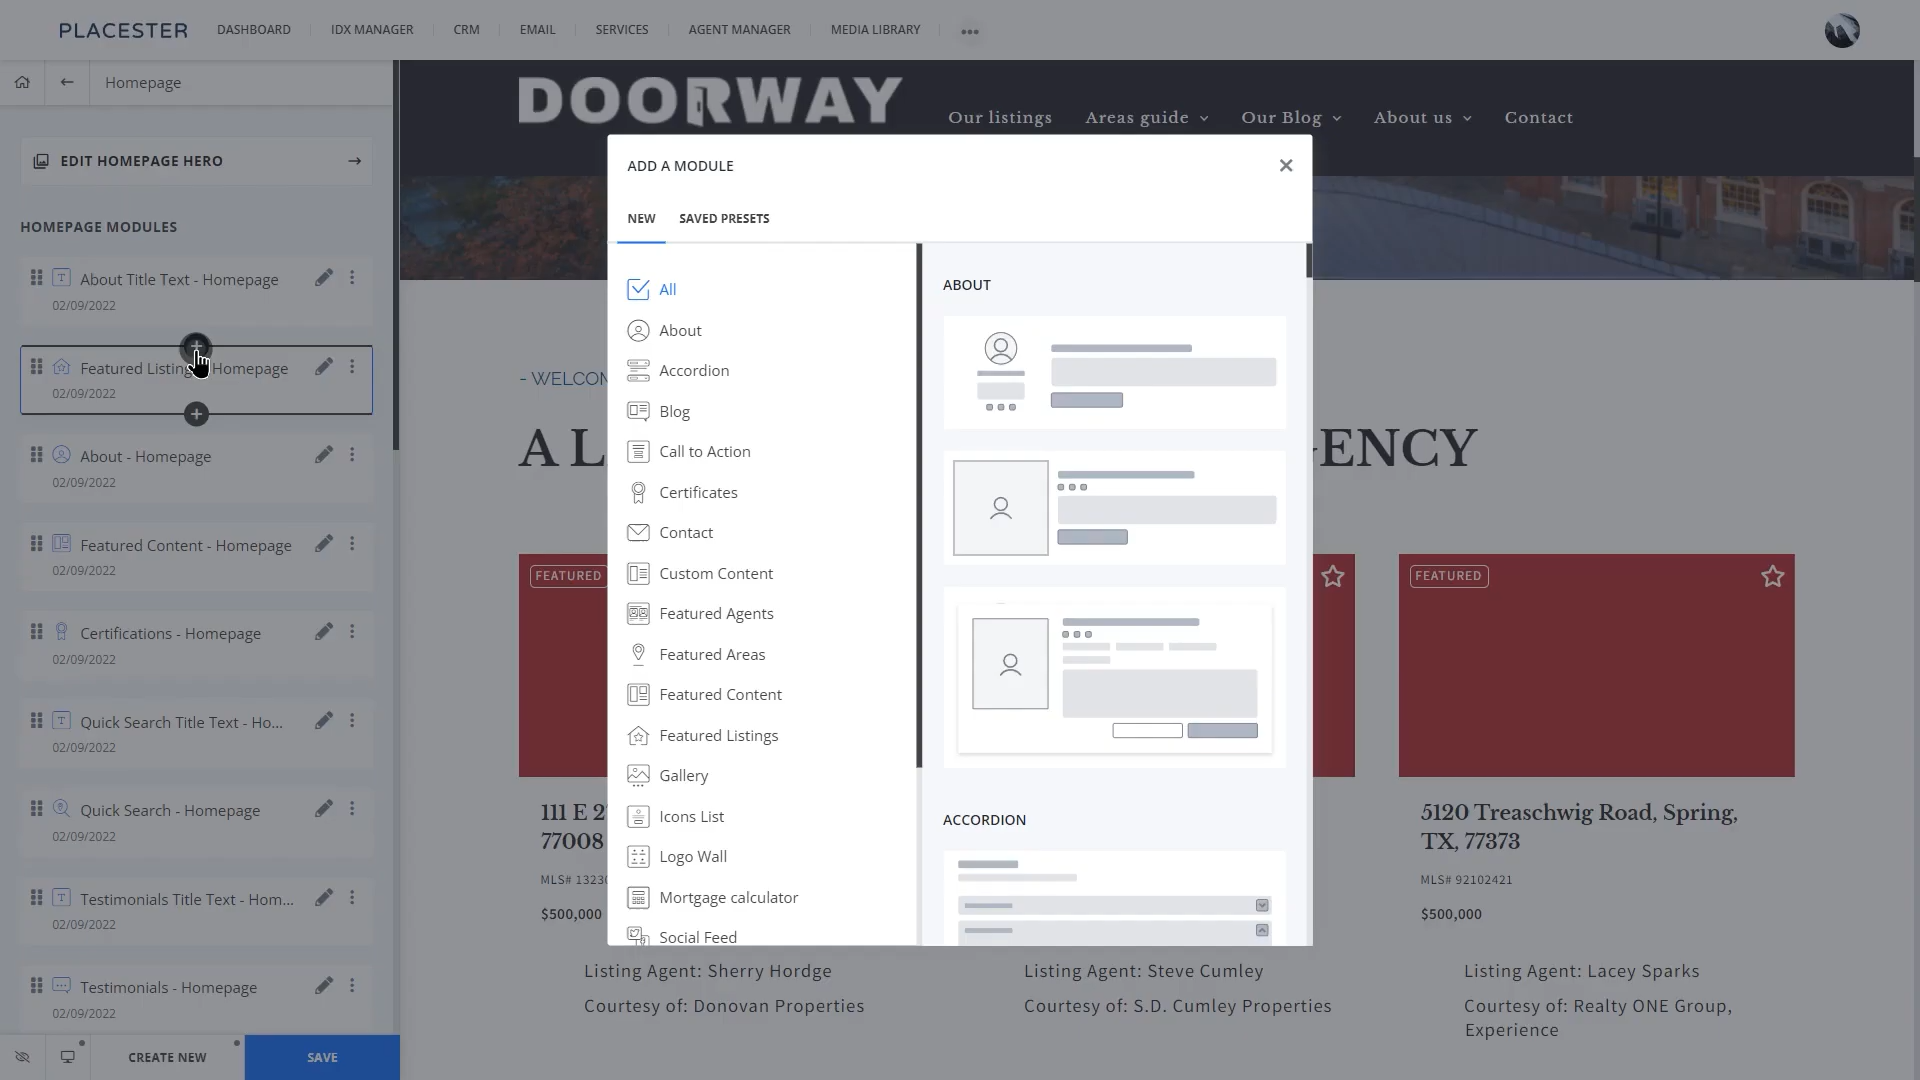 PLACESTER
DASHBOARD
IDX MANAGER
CRM
EMAIL
SERVICES
AGENT MANAGER
MEDIA LIBRARY
Homepage
EDIT HOMEPAGE HERO
HOMEPAGE MODULES
About Title Text - Homepage
02/09/2022
Featured Listing Homepage
02/09/2022
About - Homepage
02/09/2022
Featured Content - Homepage
02/09/2022
Certifications - Homepage
02/09/2022
Quick Search Title Text - Ho...
02/09/2022
Quick Search - Homepage
02/09/2022
Testimonials Title Text - Hom...
02/09/2022
Testimonials - Homepage
02/09/2022
CREATE NEW
SAVE
DOORWAY
Our listings
Areas guide
Our Blog
About us
Contact
ADD A MODULE
NEW
SAVED PRESETS
All
About
Accordion
Blog
Call to Action
Certificates
Contact
Custom Content
Featured Agents
Featured Areas
Featured Content
Featured Listings
Gallery
Icons List
Logo Wall
Mortgage calculator
Social Feed
ABOUT
ACCORDION
- WELCOM
A L
ENCY
FEATURED
FEATURED
111 E 2
77008
MLS# 1323
$500,000
5120 Treaschwig Road, Spring,
TX, 77373
MLS# 92102421
$500,000
Listing Agent: Sherry Hordge
Courtesy of: Donovan Properties
Listing Agent: Steve Cumley
Courtesy of: S.D. Cumley Properties
Listing Agent: Lacey Sparks
Courtesy of: Realty ONE Group,
Experience